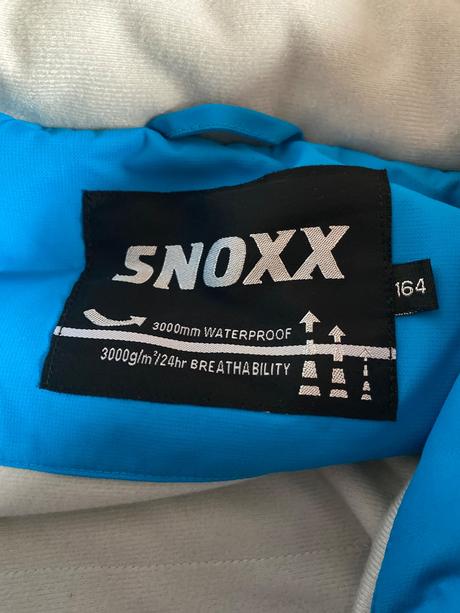 SNOXX
164
3000mm WATERPROOF
3000g/m²/24hr BREATHABILITY